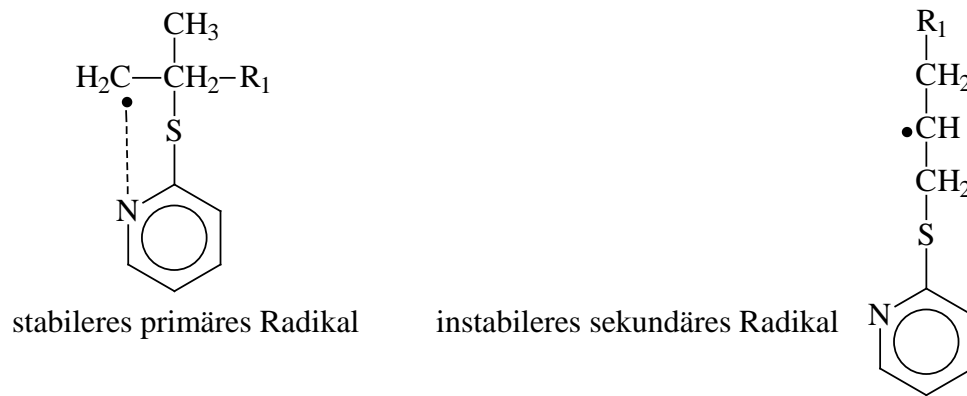 CH3
H2C CH2 R1
S
N
stabileres primäres Radikal
R1
CH2
CH
CH2
S
N
instabileres sekundäres Radikal